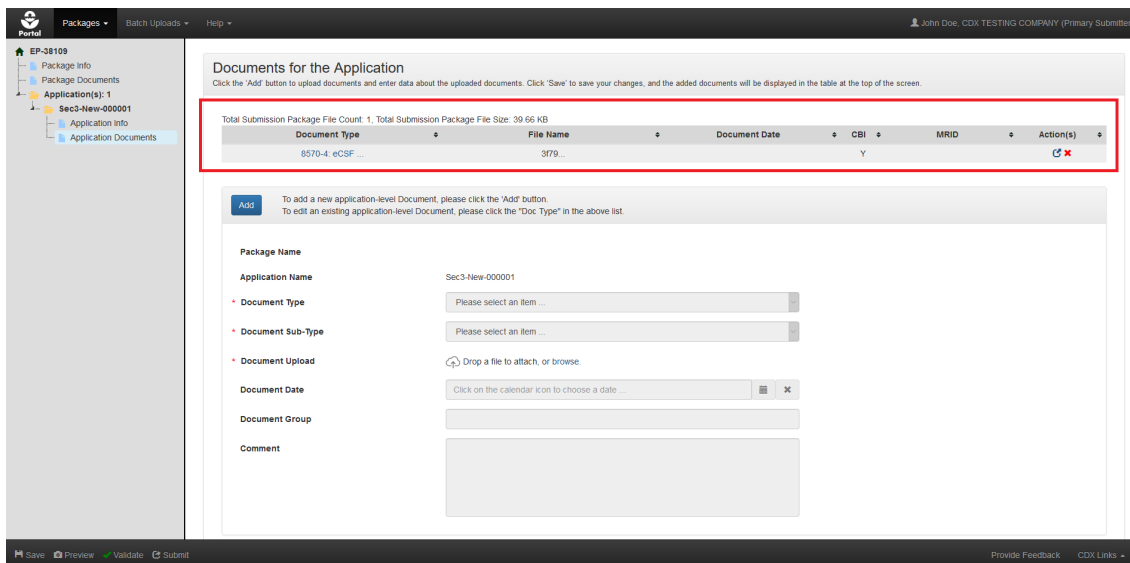 Portal Packages Batch Uploads Help John Doe, CDX TESTING COMPANY (Primary Submitter
EP-38109
Package Info
Package Documents
Application(s): 1
Sec3-New-000001
Application Info
Application Documents
Documents for the Application
Click the 'Add' button to upload documents and enter data about the uploaded documents. Click 'Save' to save your changes, and the added documents will be displayed in the table at the top of the screen.
Total Submission Package File Count: 1, Total Submission Package File Size: 39.66 KB
Document Type File Name Document Date CBI MRID Action(s)
8570-4: eCSF ... 3f79... Y
Add
To add a new application-level Document, please click the 'Add' button.
To edit an existing application-level Document, please click the "Doc Type" in the above list.
Package Name
Application Name Sec3-New-000001
* Document Type Please select an item ...
* Document Sub-Type Please select an item ...
* Document Upload Drop a file to attach, or browse.
Document Date Click on the calendar icon to choose a date ...
Document Group
Comment
Save Preview Validate Submit Provide Feedback CDX Links